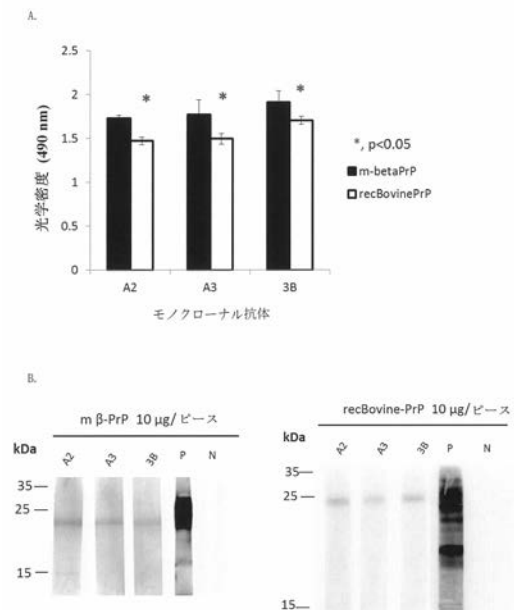 A.
2.5
2
1.5
1
0.5
0
光学密度 (490 nm)
*
*
*
A2
A3
3B
モノクローナル抗体
*, p<0.05
m-betaPrP
recBovinePrP
B.
m β-PrP 10 μg/ピース
kDa
A2
A3
3B
P
N
35
25
15
recBovine-PrP 10 μg/ピース
kDa
A2
A3
3B
P
N
35
25
15